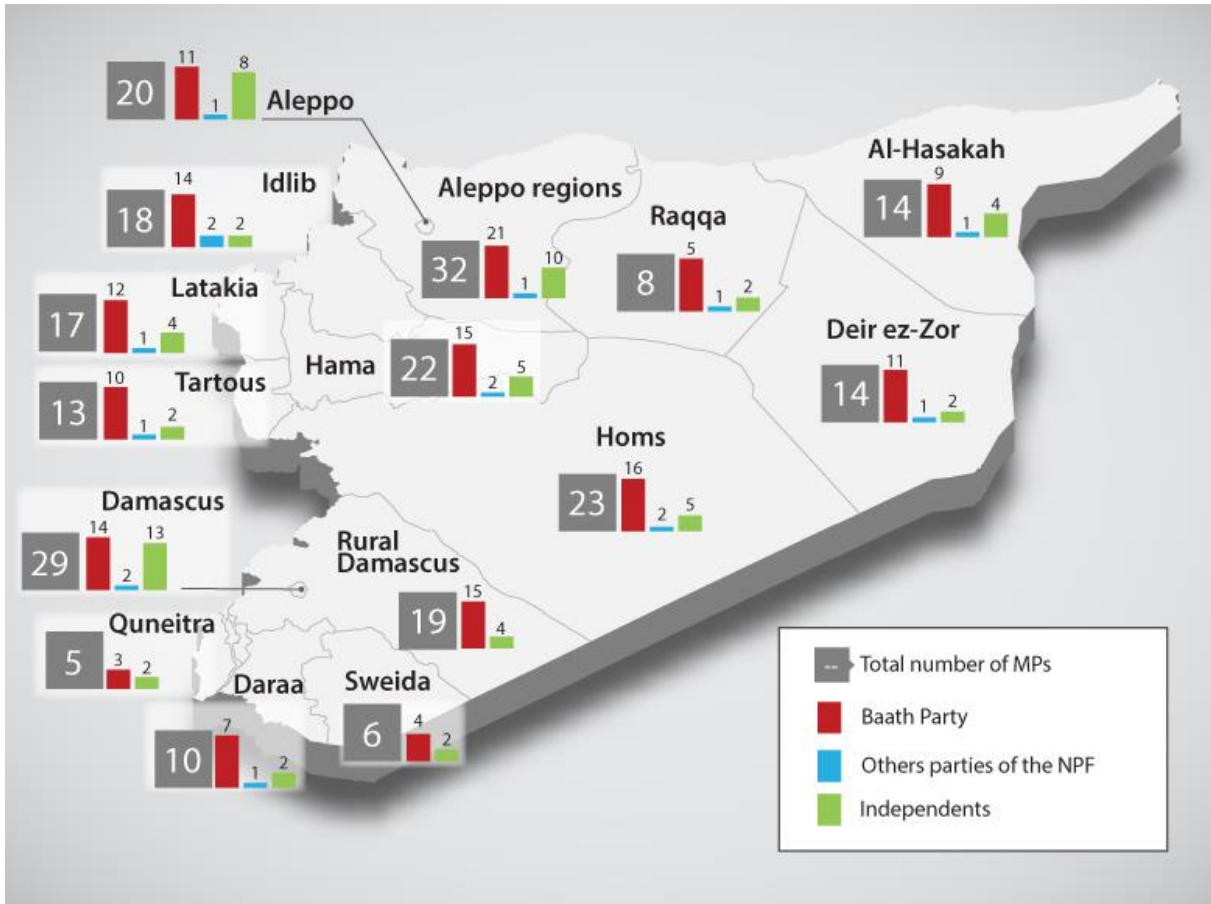 20 11 1 8 Aleppo
Idlib
18 14 2 2
Aleppo regions
32 21 1 10
Raqqa
8 5 1 2
Al-Hasakah
14 9 1 4
Latakia
17 12 1 4
Hama
22 15 2 5
Tartous
13 10 1 2
Deir ez-Zor
14 11 1 2
Homs
23 16 2 5
Damascus
29 14 2 13
Rural
Damascus
19 15 4
Quneitra
5 3 2
Daraa
10 7 1 2
Sweida
6 4 2
-- Total number of MPs
Baath Party
Others parties of the NPF
Independents